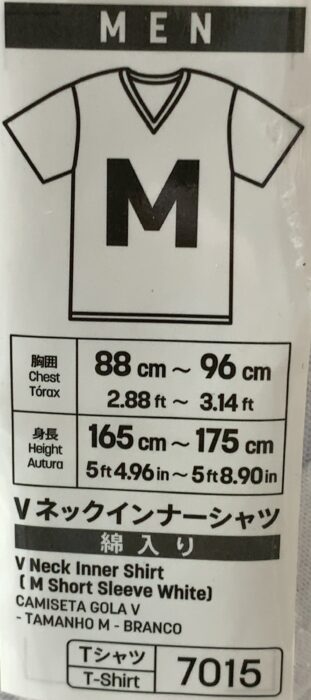 MEN
M
胸囲 88 cm ～ 96 cm
Chest
Tórax 2.88 ft ～ 3.14 ft
身長 165 cm ～ 175 cm
Height
Autura 5 ft 4.96 in ～ 5 ft 8.90 in
Vネックインナーシャツ
綿入り
V Neck Inner Shirt
( M Short Sleeve White)
CAMISETA GOLA V
- TAMANHO M - BRANCO
Tシャツ
T-Shirt
7015